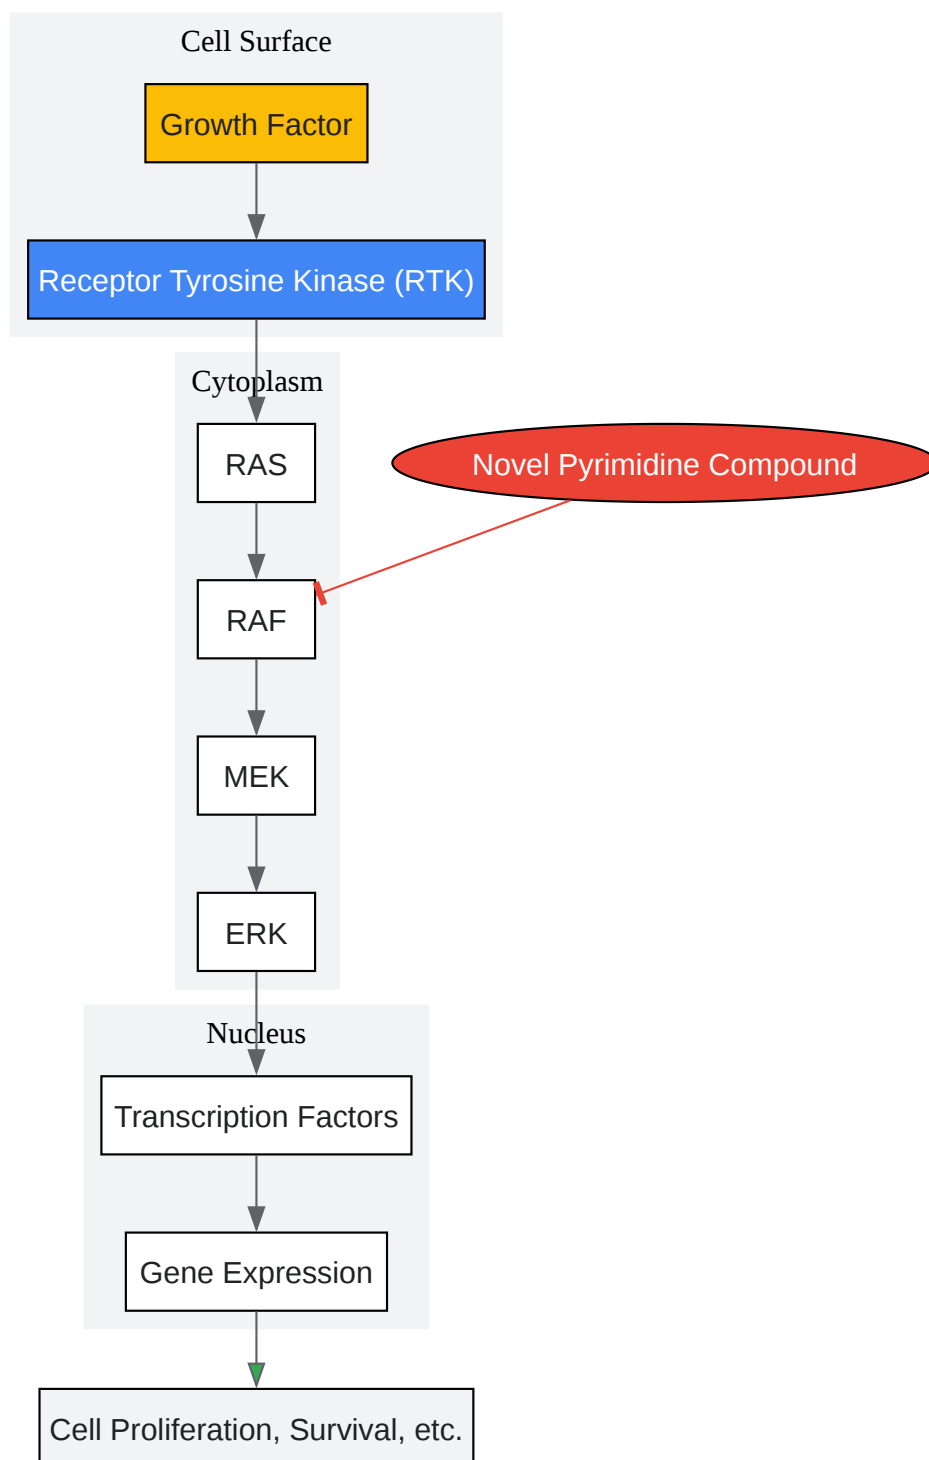 Cell Surface
Growth Factor
Receptor Tyrosine Kinase (RTK)
Cytoplasm
RAS
Novel Pyrimidine Compound
RAF
MEK
ERK
Nucleus
Transcription Factors
Gene Expression
Cell Proliferation, Survival, etc.